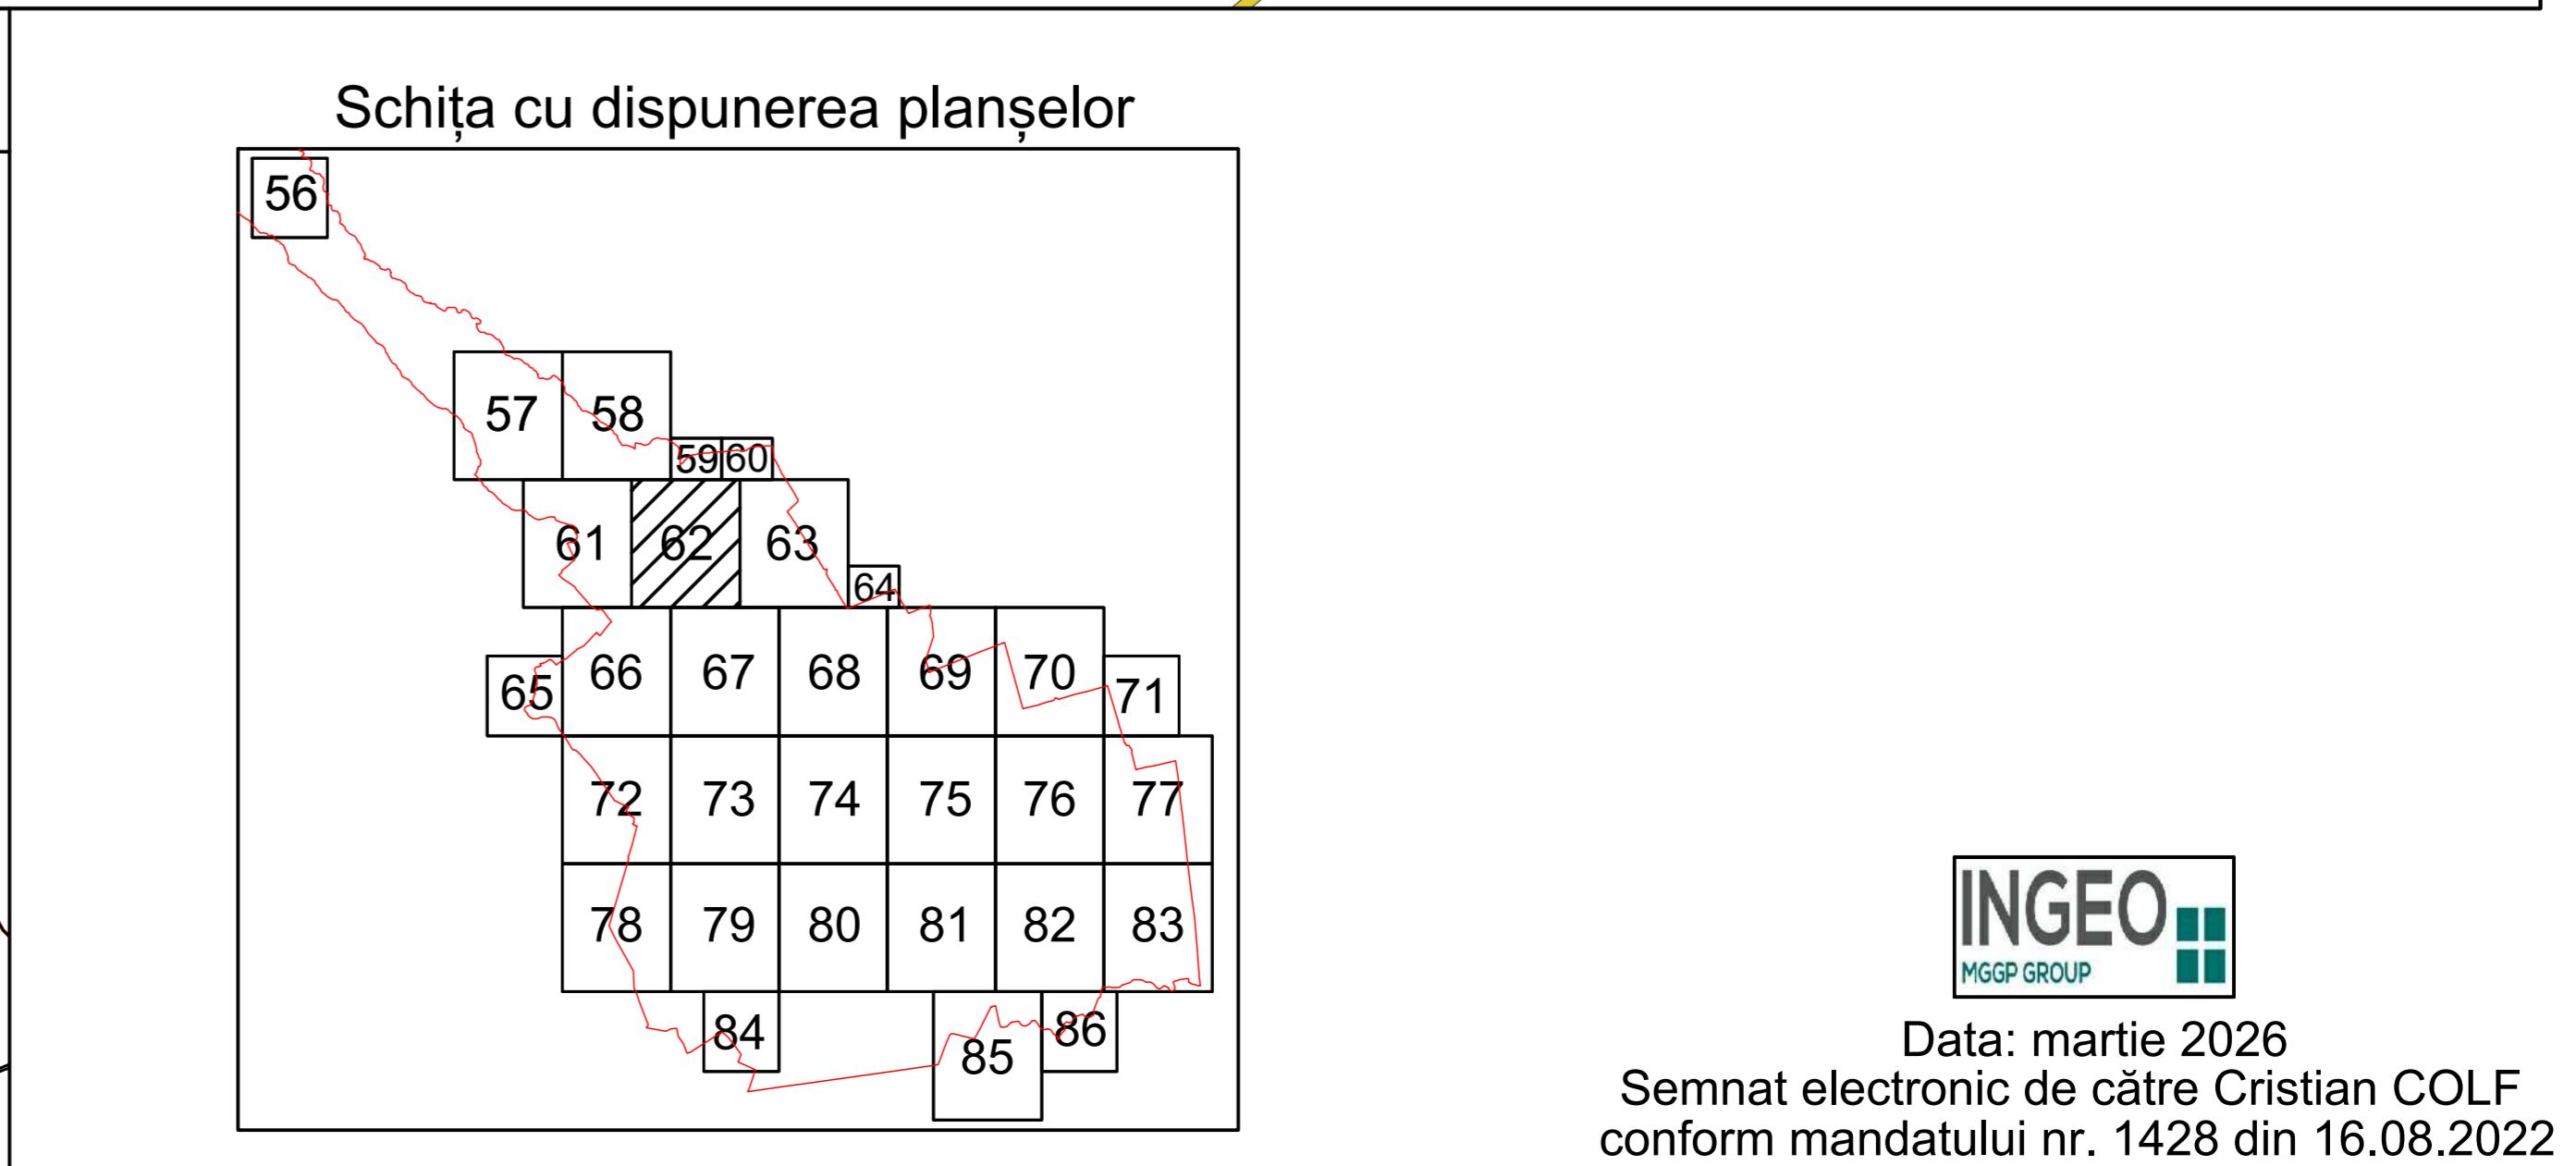 Schița cu dispunerea planșelor
56
57 58
59 60
61 62 63
64
65 66 67 68 69 70 71
72 73 74 75 76 77
78 79 80 81 82 83
84 85 86
INGEO
MGGP GROUP
Data: martie 2026
Semnat electronic de către Cristian COLF
conform mandatului nr. 1428 din 16.08.2022